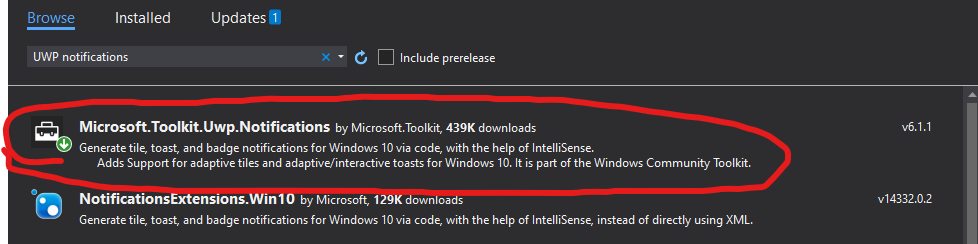 Browse Installed Updates 1
UWP notifications Include prerelease
Microsoft.Toolkit.Uwp.Notifications by Microsoft.Toolkit, 439K downloads v6.1.1
Generate tile, toast, and badge notifications for Windows 10 via code, with the help of IntelliSense.
Adds Support for adaptive tiles and adaptive/interactive toasts for Windows 10. It is part of the Windows Community Toolkit.
NotificationsExtensions.Win10 by Microsoft, 129K downloads v14332.0.2
Generate tile, toast, and badge notifications for Windows 10 via code, with the help of IntelliSense, instead of directly using XML.